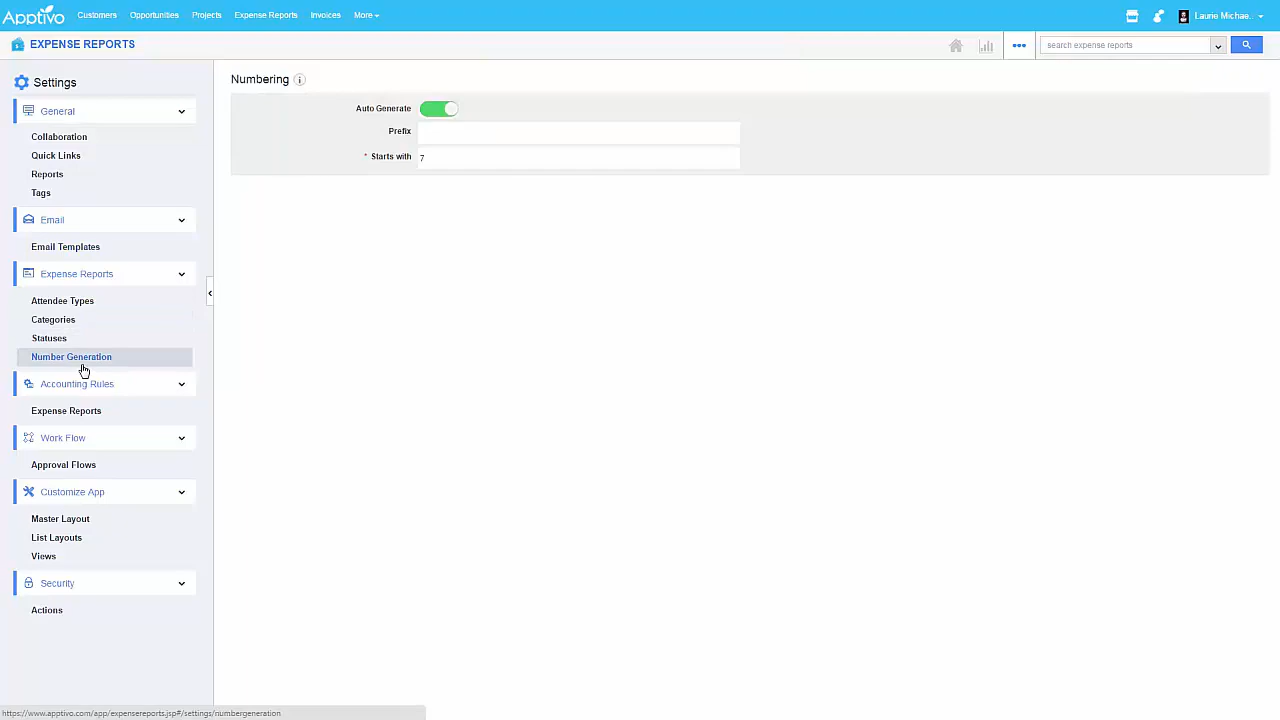 Apptivo Customers Opportunities Projects Expense Reports Invoices More Laurie Michae..
EXPENSE REPORTS search expense reports
Settings
General
Collaboration
Quick Links
Reports
Tags
Email
Email Templates
Expense Reports
Attendee Types
Categories
Statuses
Number Generation
Accounting Rules
Expense Reports
Work Flow
Approval Flows
Customize App
Master Layout
List Layouts
Views
Security
Actions
Numbering i
Auto Generate
Prefix
* Starts with 7
https://www.apptivo.com/app/expensereports.jsp#/settings/numbergeneration